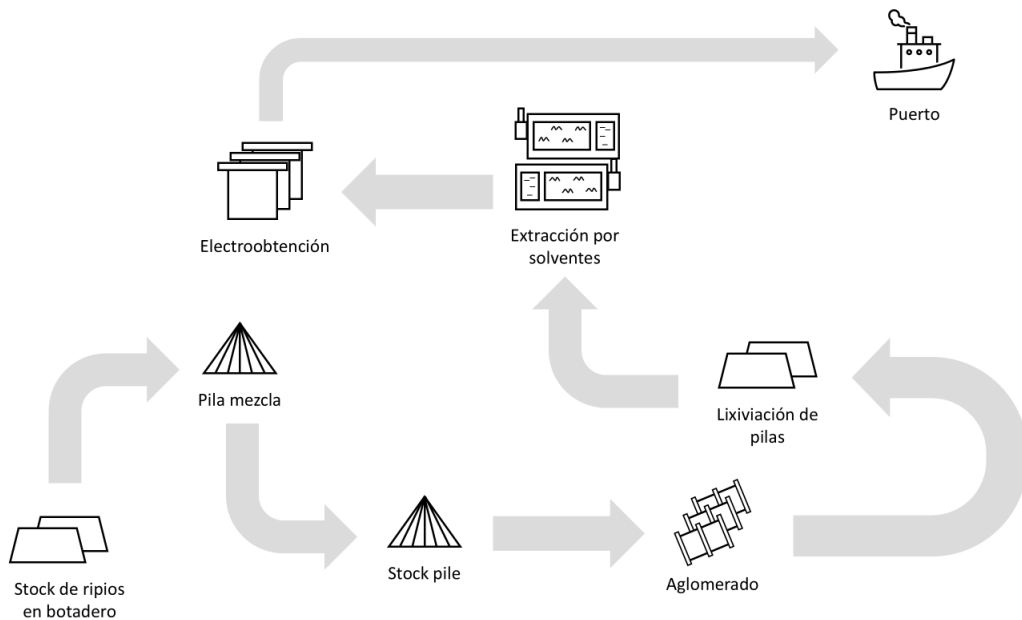 Puerto
Electroobtención
Extracción por
solventes
Pila mezcla
Lixiviación de
pilas
Stock de ripios
en botadero
Stock pile
Aglomerado